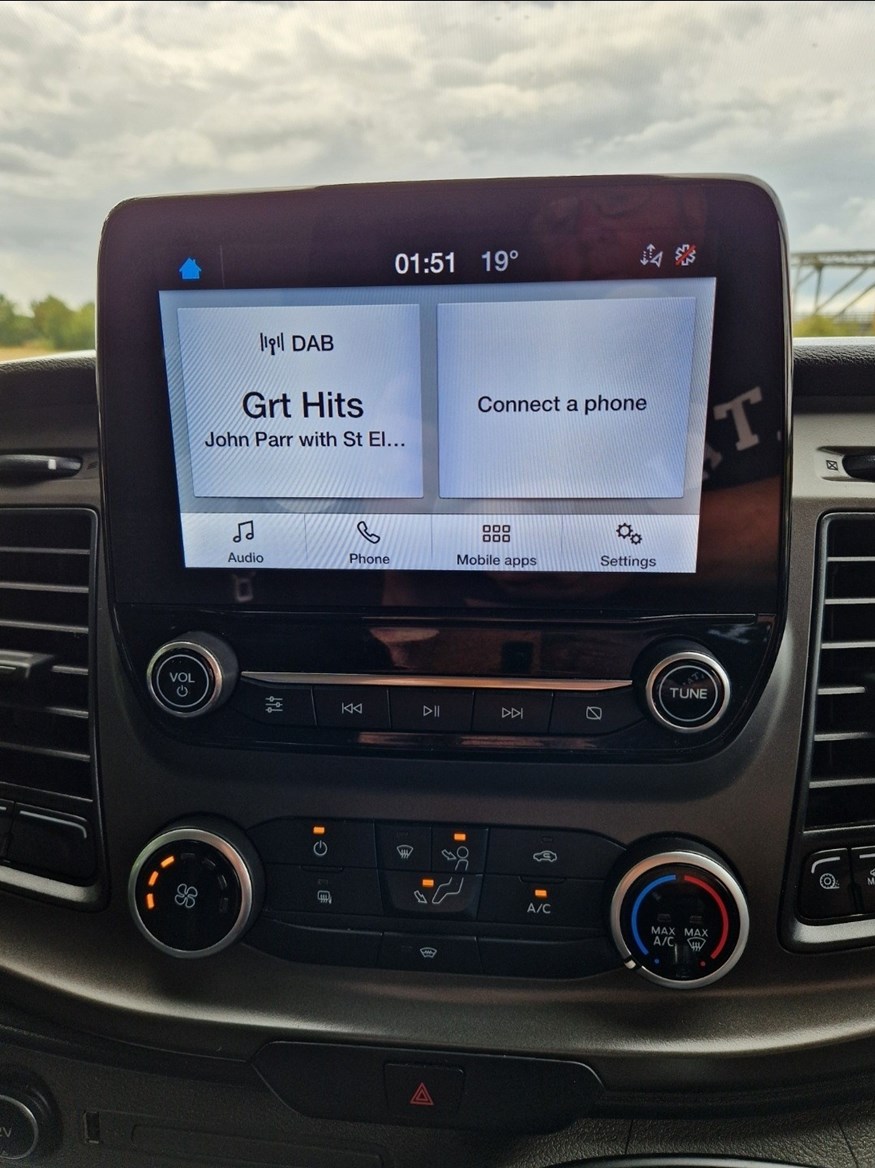 01:51 19°
DAB
Grt Hits
John Parr with St El...
Connect a phone
AT.
Audio
Phone
Mobile apps
Settings
VOL
TUNE
A/C
MAX
A/C
MAX